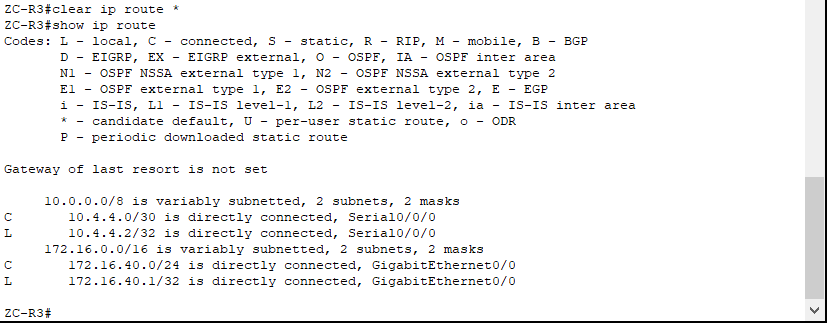 ZC-R3#clear ip route *
ZC-R3#show ip route
Codes: L - local, C - connected, S - static, R - RIP, M - mobile, B - BGP
       D - EIGRP, EX - EIGRP external, O - OSPF, IA - OSPF inter area
       N1 - OSPF NSSA external type 1, N2 - OSPF NSSA external type 2
       E1 - OSPF external type 1, E2 - OSPF external type 2, E - EGP
       i - IS-IS, L1 - IS-IS level-1, L2 - IS-IS level-2, ia - IS-IS inter area
       * - candidate default, U - per-user static route, o - ODR
       P - periodic downloaded static route

Gateway of last resort is not set

     10.0.0.0/8 is variably subnetted, 2 subnets, 2 masks
C       10.4.4.0/30 is directly connected, Serial0/0/0
L       10.4.4.2/32 is directly connected, Serial0/0/0
     172.16.0.0/16 is variably subnetted, 2 subnets, 2 masks
C       172.16.40.0/24 is directly connected, GigabitEthernet0/0
L       172.16.40.1/32 is directly connected, GigabitEthernet0/0

ZC-R3#